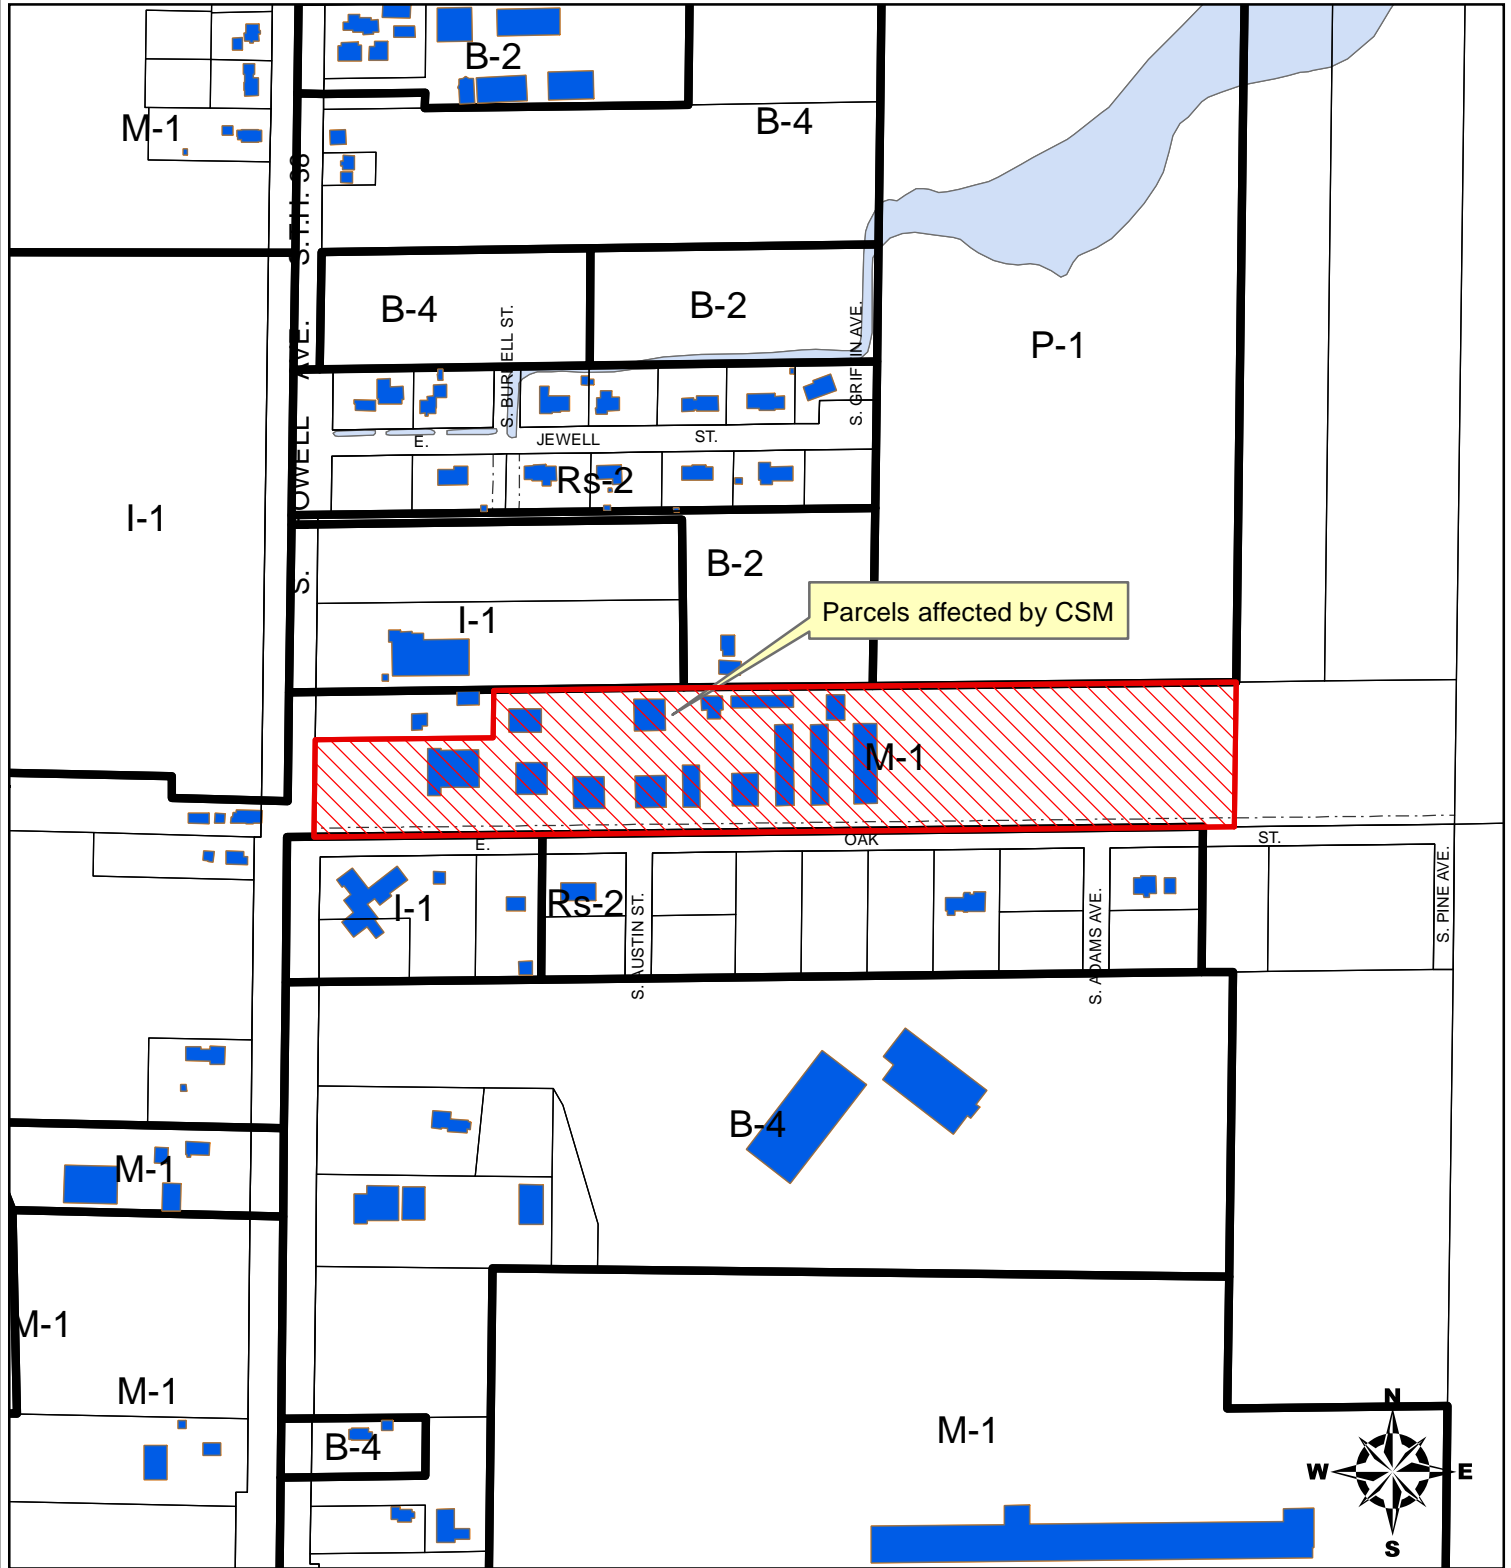 B-2
B-4
M-1
S. HOWELL AVE. S.T.H. 38
B-4
B-2
P-1
S. BURRELL ST.
S. GRIFFIN AVE.
E. JEWELL ST.
Rs-2
I-1
B-2
Parcels affected by CSM
I-1
M-1
E. OAK ST.
I-1
Rs-2
S. AUSTIN ST.
S. ADAMS AVE.
S. PINE AVE.
B-4
M-1
M-1
M-1
B-4
M-1
N
W E
S